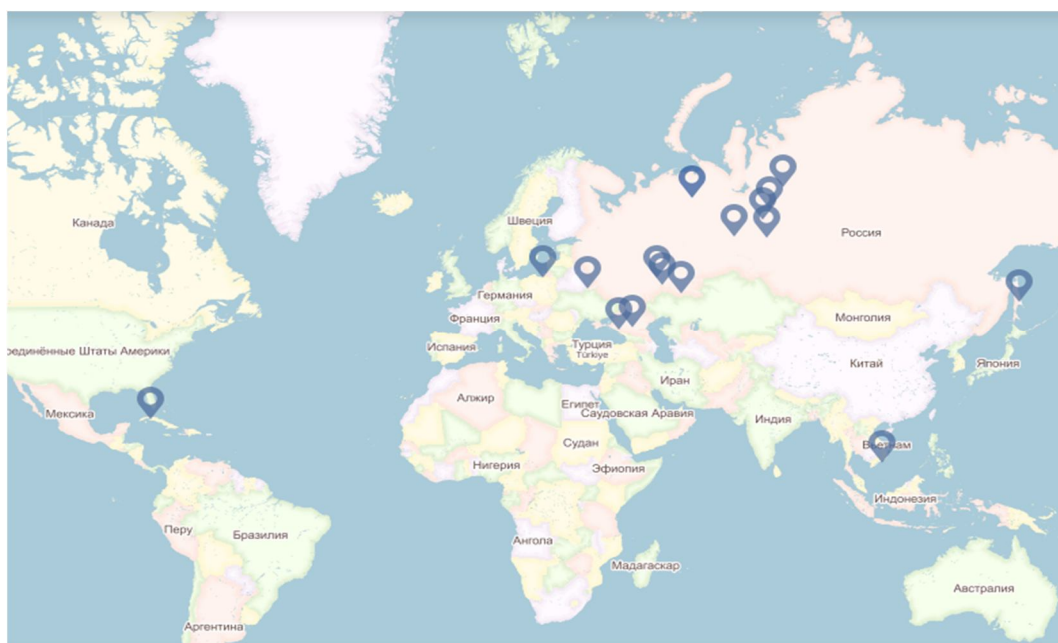 Канада
Швеция
Россия
Германия
Франция
Монголия
рединённые Штаты Америки
Испания
Турция
Türkiye
Китай
Япония
Иран
Мексика
Алжир
Египет
Саудовская Аравия
Индия
Вьетнам
Судан
Нигерия
Эфиопия
Индонезия
Перу
Бразилия
Ангола
Мадагаскар
Австралия
Аргентина